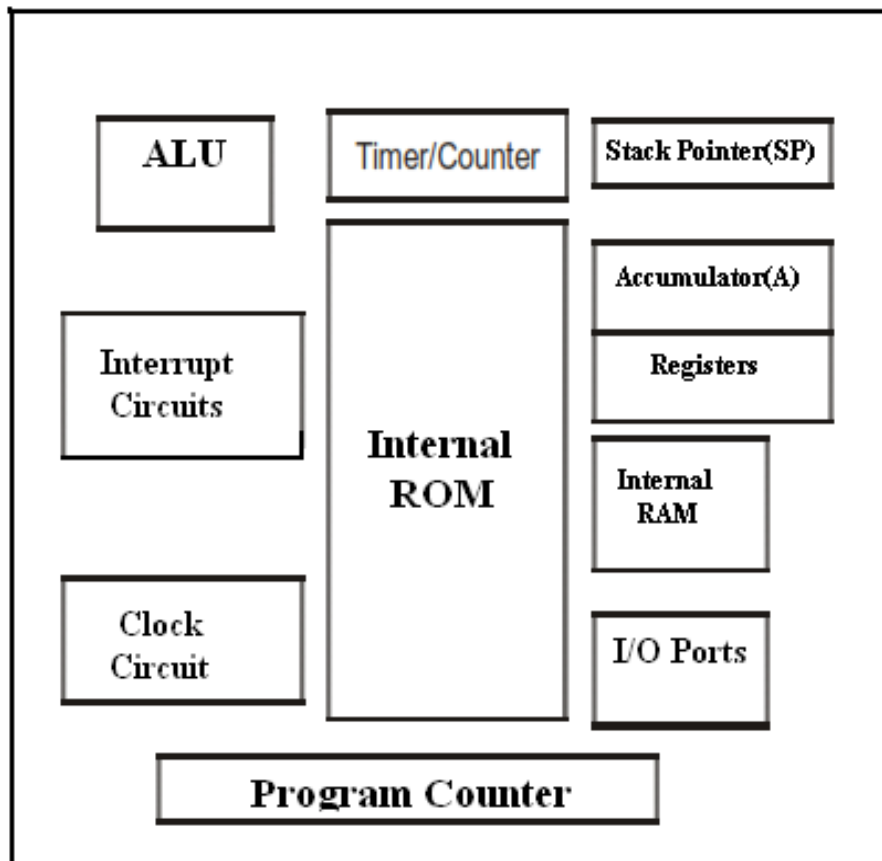 ALU
Timer/Counter
Stack Pointer(SP)
Accumulator(A)
Registers
Interrupt
Circuits
Internal
ROM
Internal
RAM
Clock
Circuit
I/O Ports
Program Counter